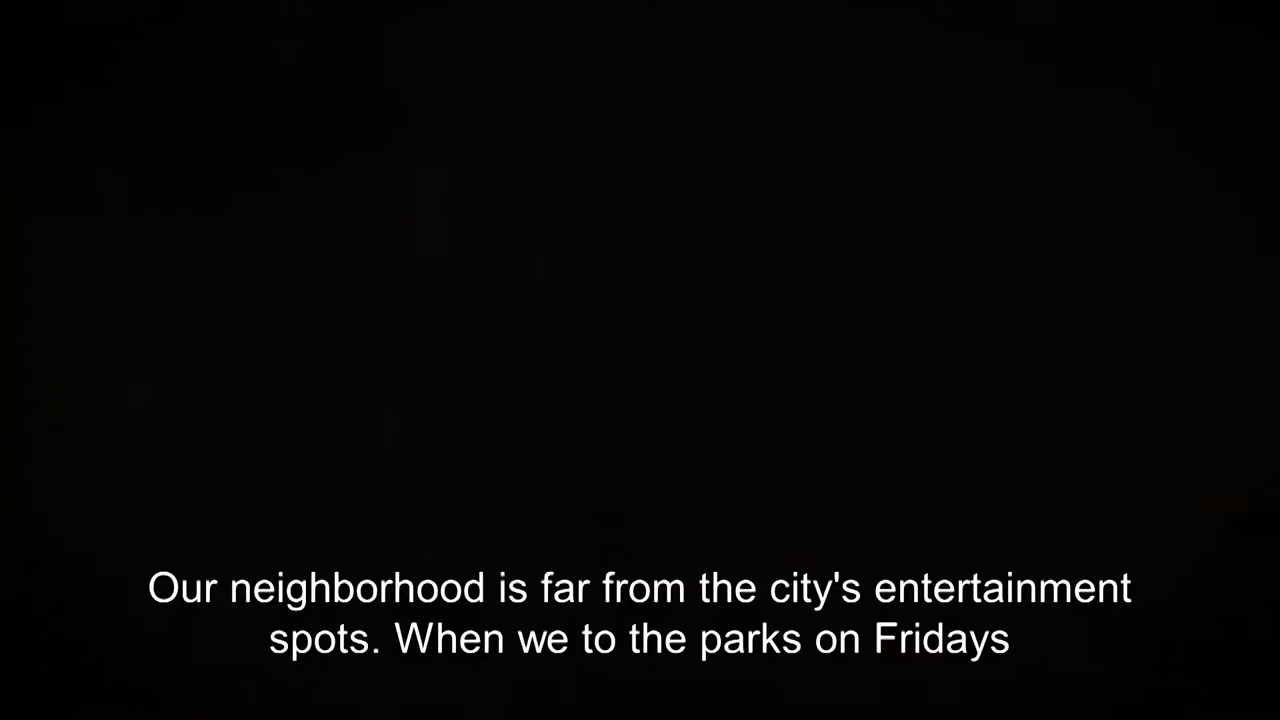 Our neighborhood is far from the city's entertainment
spots. When we to the parks on Fridays